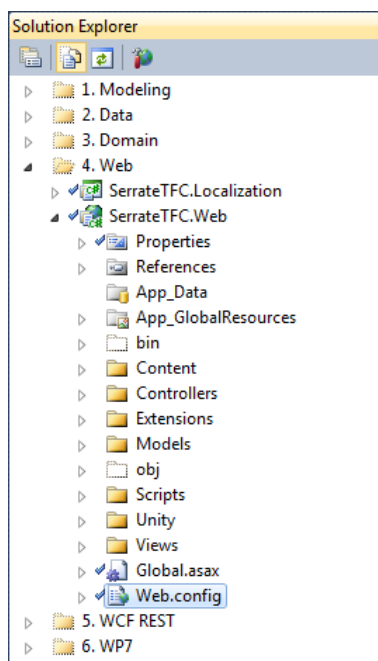 Solution Explorer
1. Modeling
2. Data
3. Domain
4. Web
SerrateTFC.Localization
SerrateTFC.Web
Properties
References
App_Data
App_GlobalResources
bin
Content
Controllers
Extensions
Models
obj
Scripts
Unity
Views
Global.asax
Web.config
5. WCF REST
6. WP7